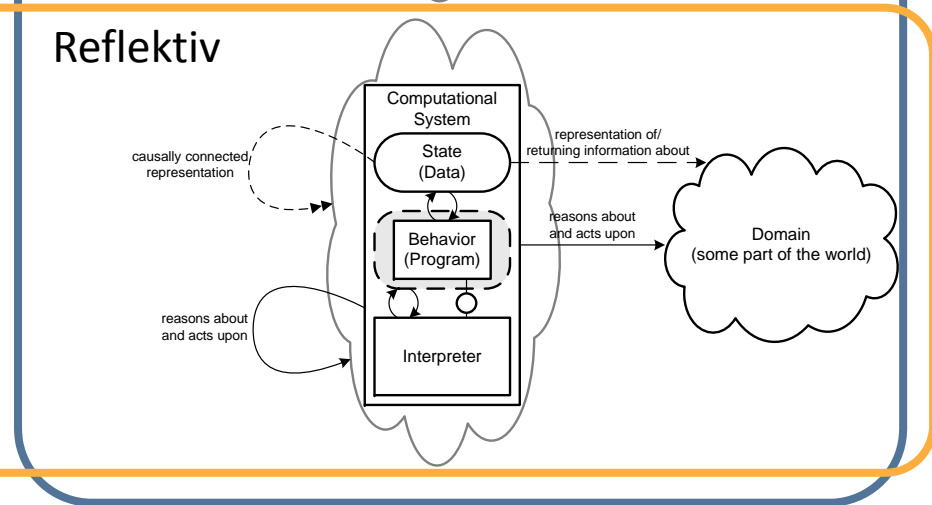 Reflektiv
Computational
System
State
(Data)
representation of/
returning information about
causally connected
representation
Behavior
(Program)
reasons about
and acts upon
Domain
(some part of the world)
reasons about
and acts upon
Interpreter